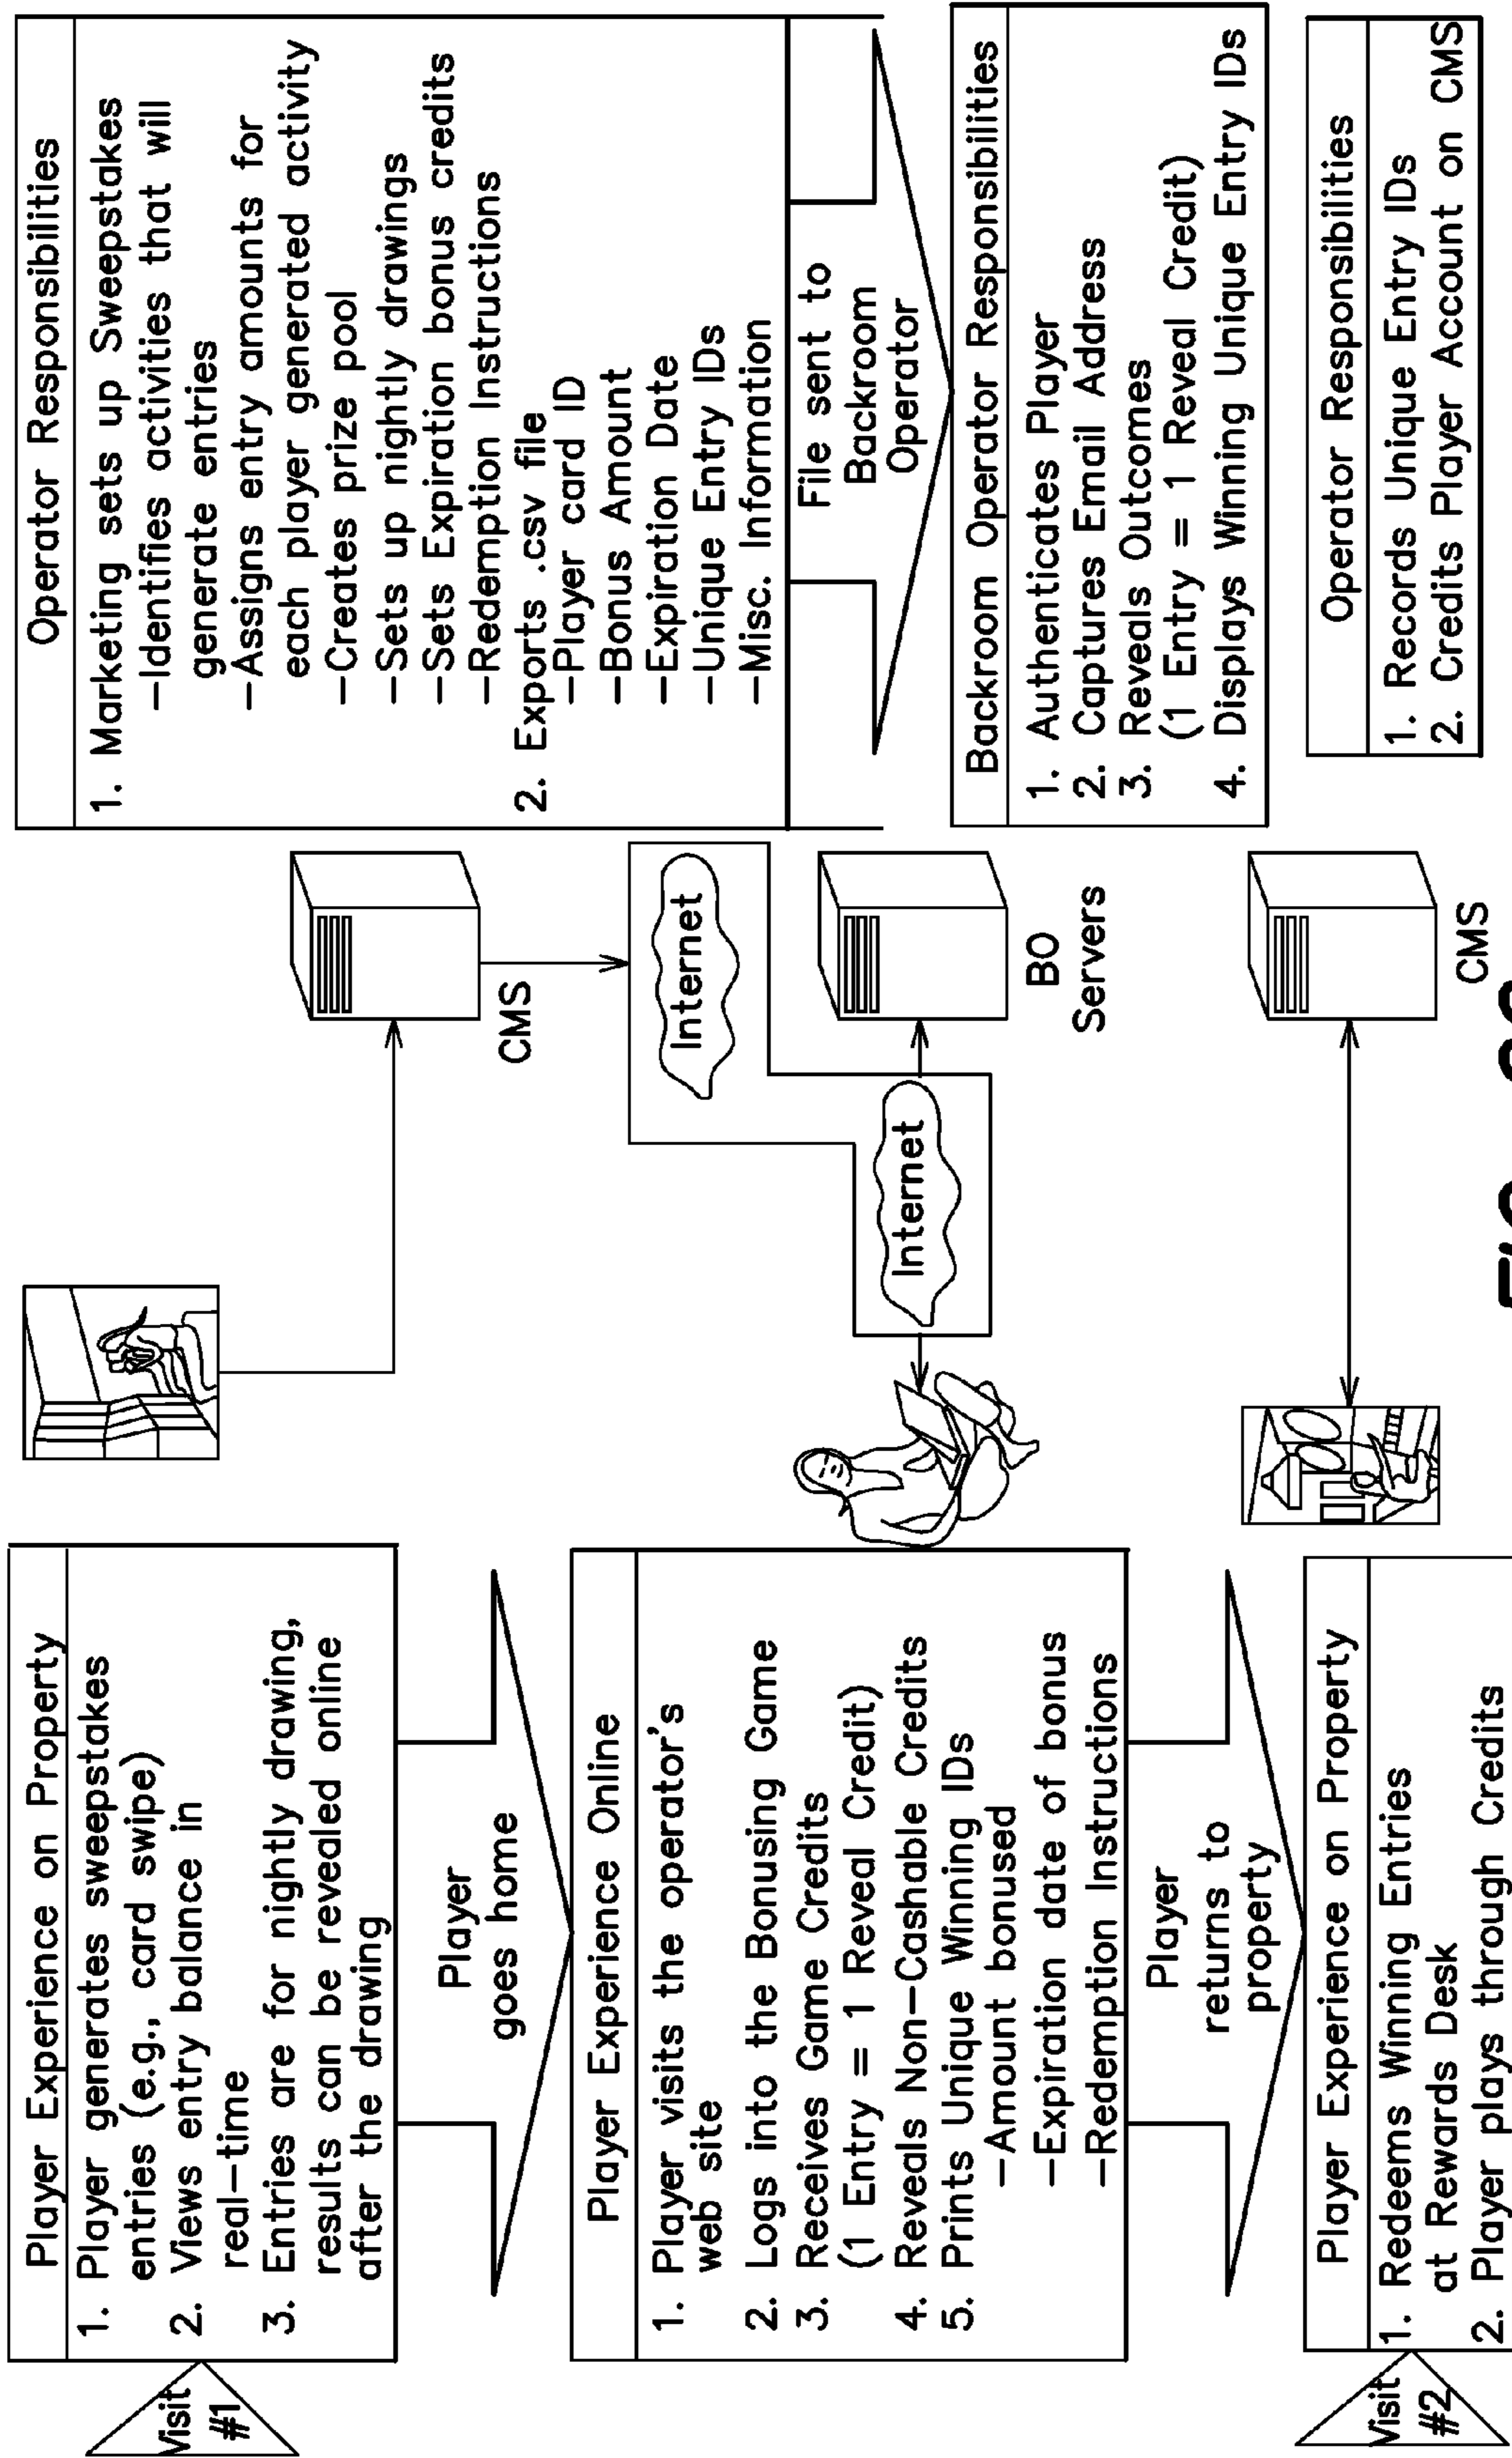 Visit
#1
Player Experience on Property
1. Player generates sweepstakes
entries (e.g., card swipe)
2. Views entry balance in
real-time
3. Entries are for nightly drawing,
results can be revealed online
after the drawing
Player
goes home
Player Experience Online
1. Player visits the operator's
web site
2. Logs into the Bonusing Game
3. Receives Game Credits
(1 Entry = 1 Reveal Credit)
4. Reveals Non-Cashable Credits
5. Prints Unique Winning IDs
-Amount bonused
-Expiration date of bonus
-Redemption Instructions
Player
returns to
property
Visit
#2
Player Experience on Property
1. Redeems Winning Entries
at Rewards Desk
2. Player plays through Credits
CMS
Internet
Internet
BO
Servers
CMS
Operator Responsibilities
1. Marketing sets up Sweepstakes
-Identifies activities that will
generate entries
-Assigns entry amounts for
each player generated activity
-Creates prize pool
-Sets up nightly drawings
-Sets Expiration bonus credits
-Redemption Instructions
2. Exports .csv file
-Player card ID
-Bonus Amount
-Expiration Date
-Unique Entry IDs
-Misc. Information
File sent to
Backroom
Operator
Backroom Operator Responsibilities
1. Authenticates Player
2. Captures Email Address
3. Reveals Outcomes
(1 Entry = 1 Reveal Credit)
4. Displays Winning Unique Entry IDs
Operator Responsibilities
1. Records Unique Entry IDs
2. Credits Player Account on CMS